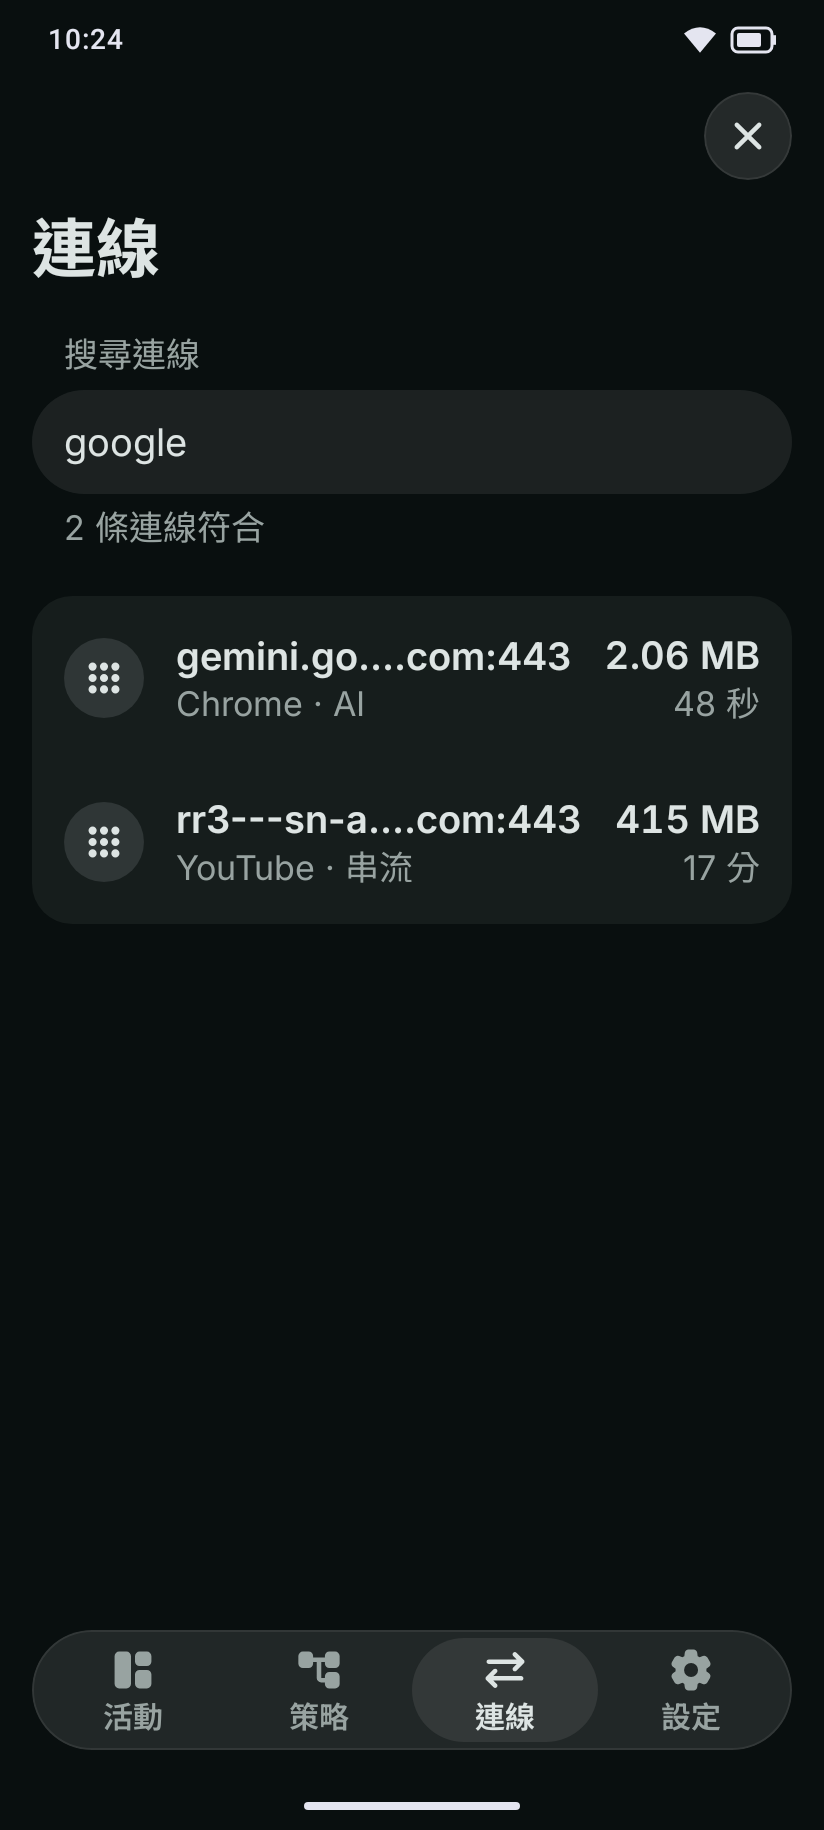 10:24
連線
搜尋連線
google
2 條連線符合
gemini.go....com:443 2.06 MB
Chrome · AI 48 秒
rr3---sn-a....com:443 415 MB
YouTube · 串流 17 分
活動 策略 連線 設定